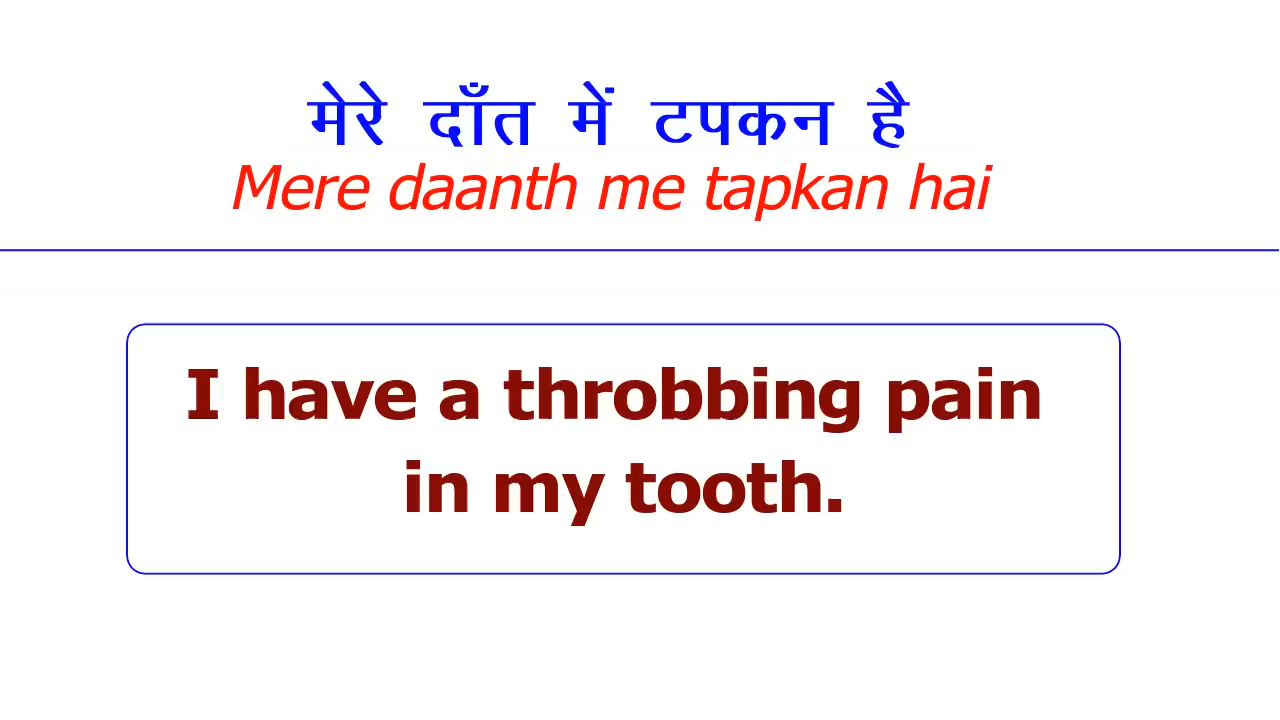 मेरे दाँत में टपकन है
Mere daanth me tapkan hai
I have a throbbing pain
in my tooth.